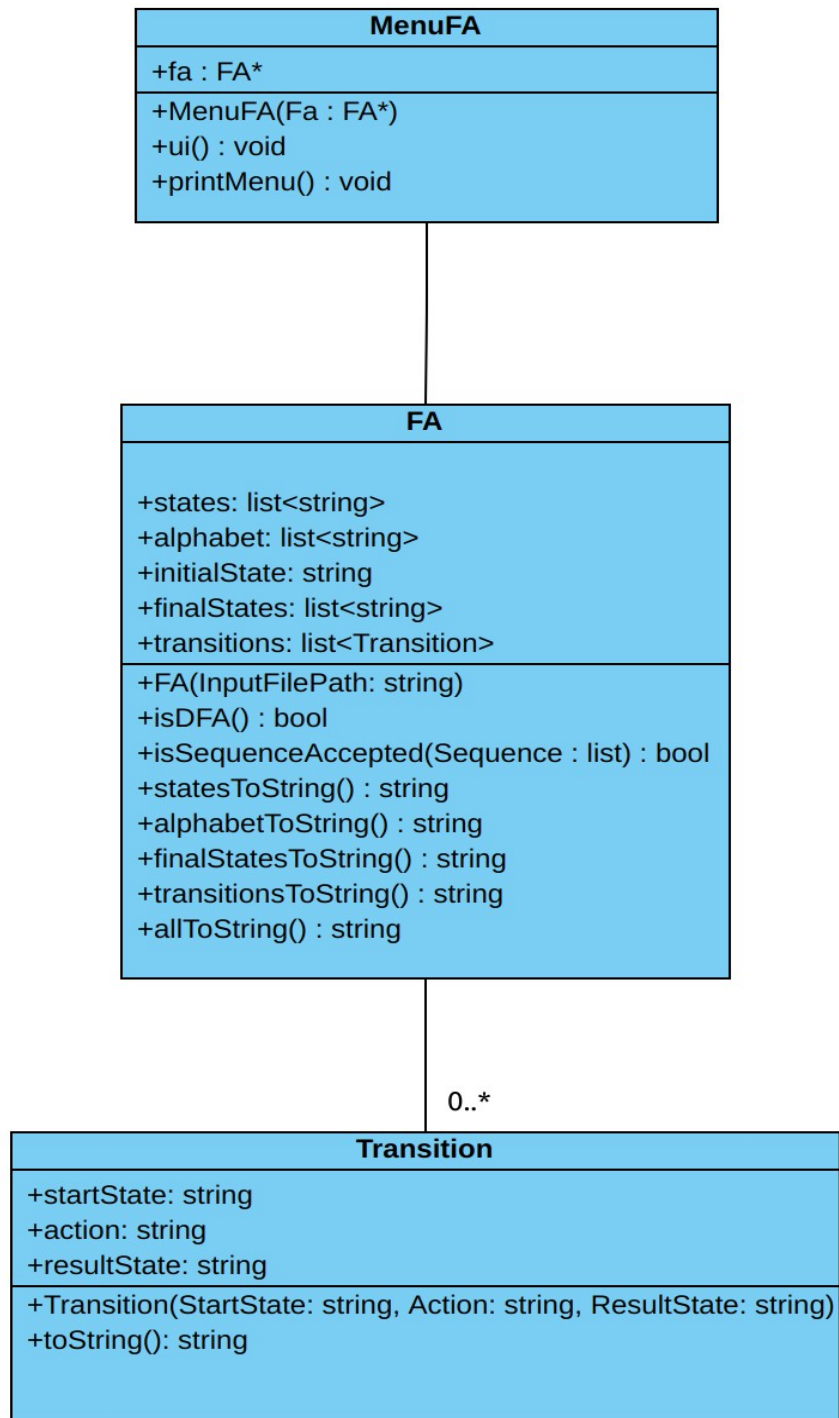 MenuFA
+fa : FA*
+MenuFA(Fa : FA*)
+ui() : void
+printMenu() : void
FA
+states: list<string>
+alphabet: list<string>
+initialState: string
+finalStates: list<string>
+transitions: list<Transition>
+FA(InputFilePath: string)
+isDFA() : bool
+isSequenceAccepted(Sequence : list) : bool
+statesToString() : string
+alphabetToString() : string
+finalStatesToString() : string
+transitionsToString() : string
+allToString() : string
0..*
Transition
+startState: string
+action: string
+resultState: string
+Transition(StartState: string, Action: string, ResultState: string)
+toString(): string